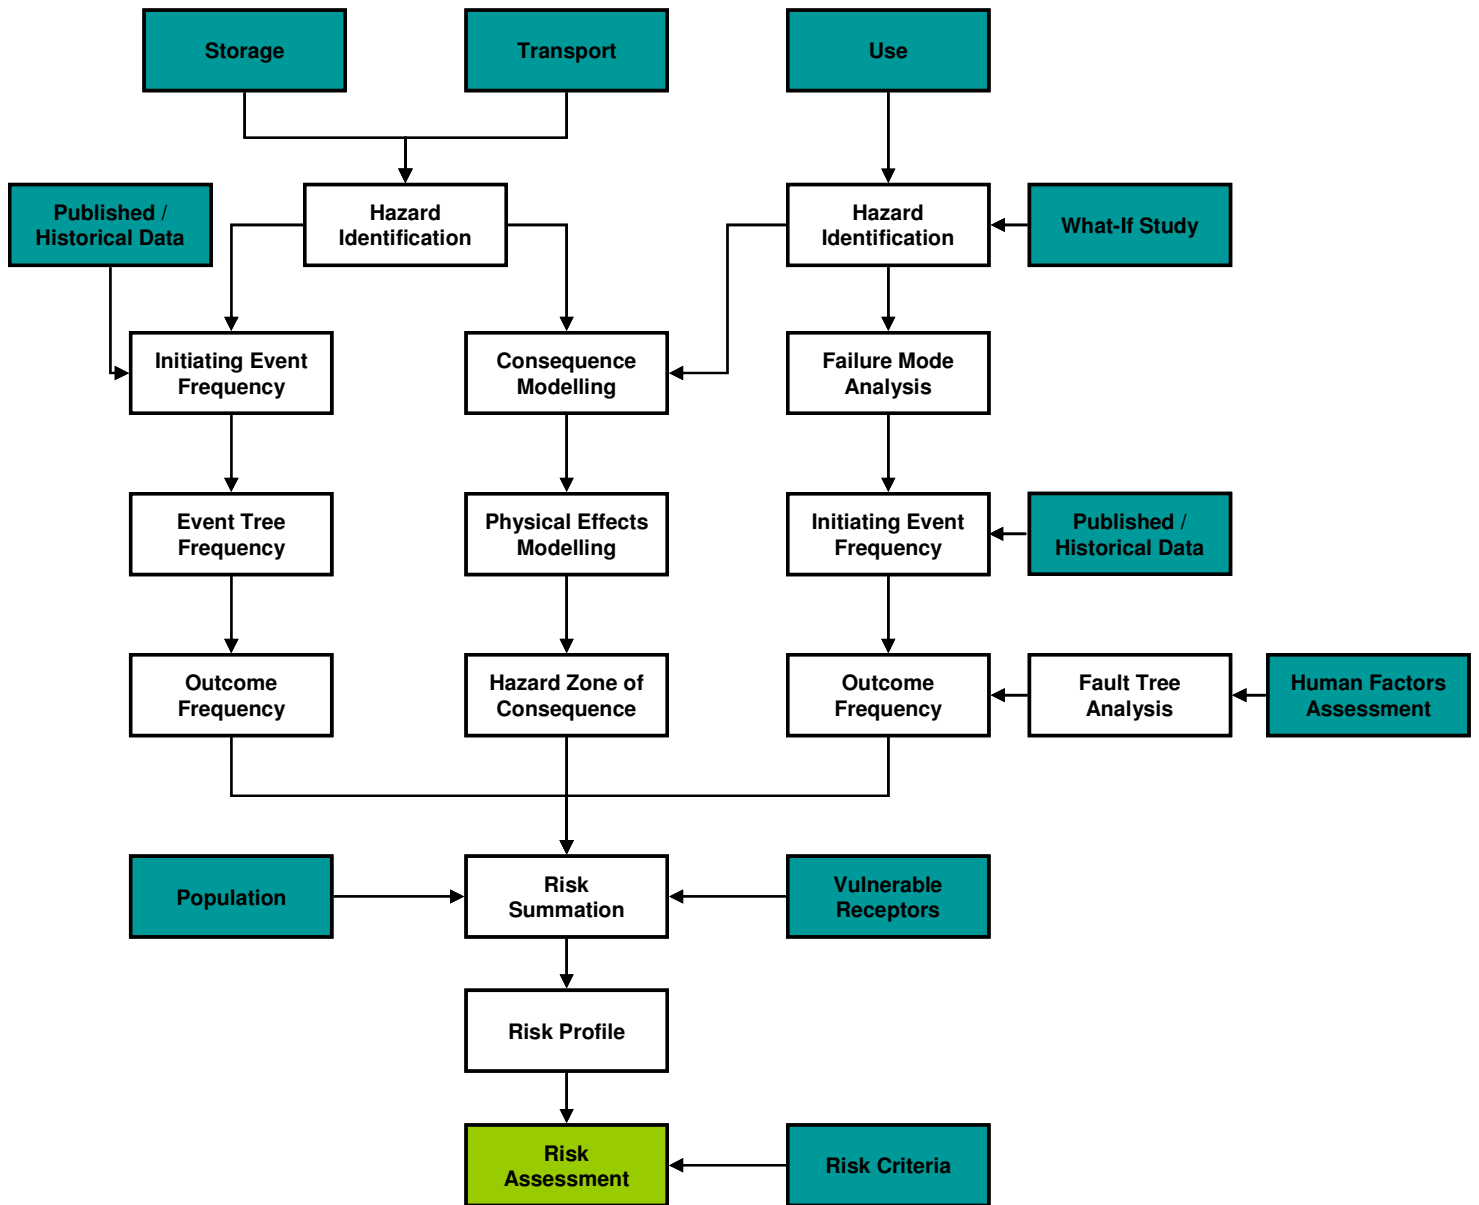 Storage
Transport
Use
Published /
Historical Data
Hazard
Identification
Hazard
Identification
What-If Study
Initiating Event
Frequency
Consequence
Modelling
Failure Mode
Analysis
Event Tree
Frequency
Physical Effects
Modelling
Initiating Event
Frequency
Published /
Historical Data
Outcome
Frequency
Hazard Zone of
Consequence
Outcome
Frequency
Fault Tree
Analysis
Human Factors
Assessment
Population
Risk
Summation
Vulnerable
Receptors
Risk Profile
Risk
Assessment
Risk Criteria